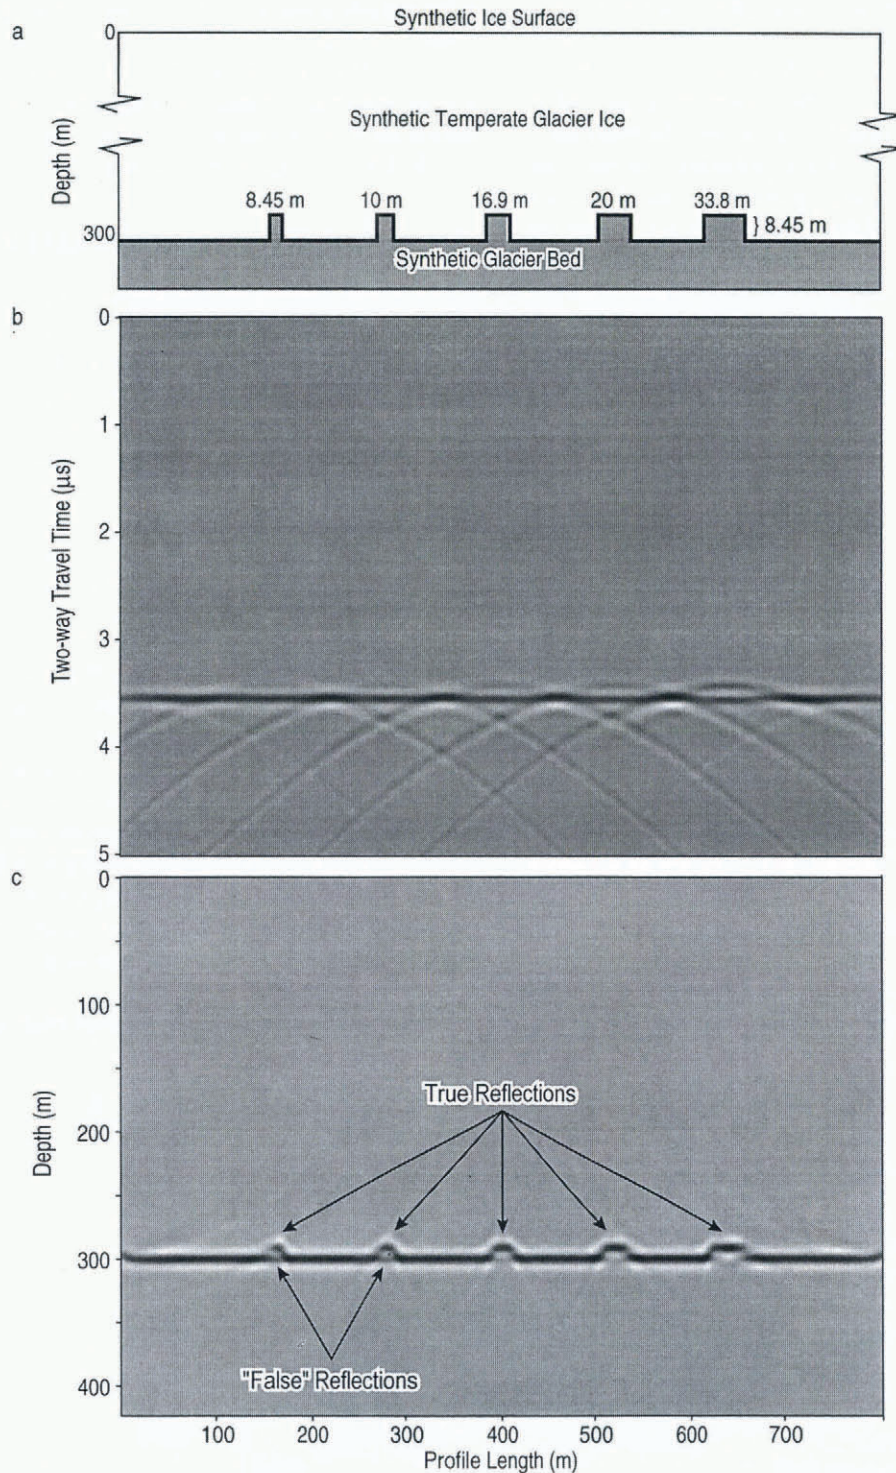 a
Synthetic Ice Surface
0
Synthetic Temperate Glacier Ice
Depth (m)
8.45 m 10 m 16.9 m 20 m 33.8 m
} 8.45 m
300
Synthetic Glacier Bed
b
0
1
2
3
4
5
Two-way Travel Time (µs)
c
0
100
200
300
400
Depth (m)
True Reflections
"False" Reflections
100 200 300 400 500 600 700
Profile Length (m)